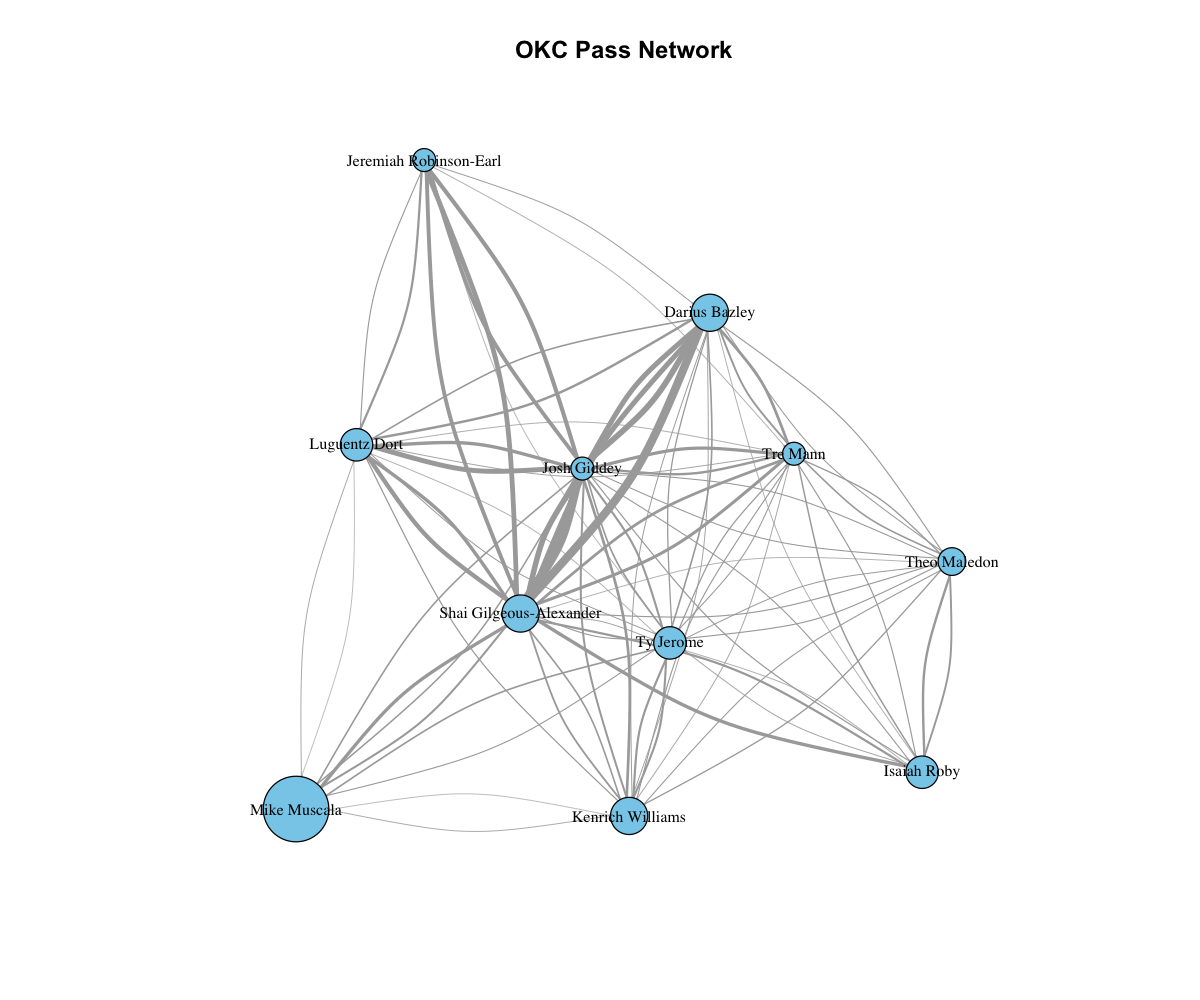 OKC Pass Network
Jeremiah Robinson-Earl
Darius Bazley
Luguentz Dort
Josh Giddey
Tre Mann
Theo Maledon
Shai Gilgeous-Alexander
Ty Jerome
Isaiah Roby
Mike Muscala
Kenrich Williams